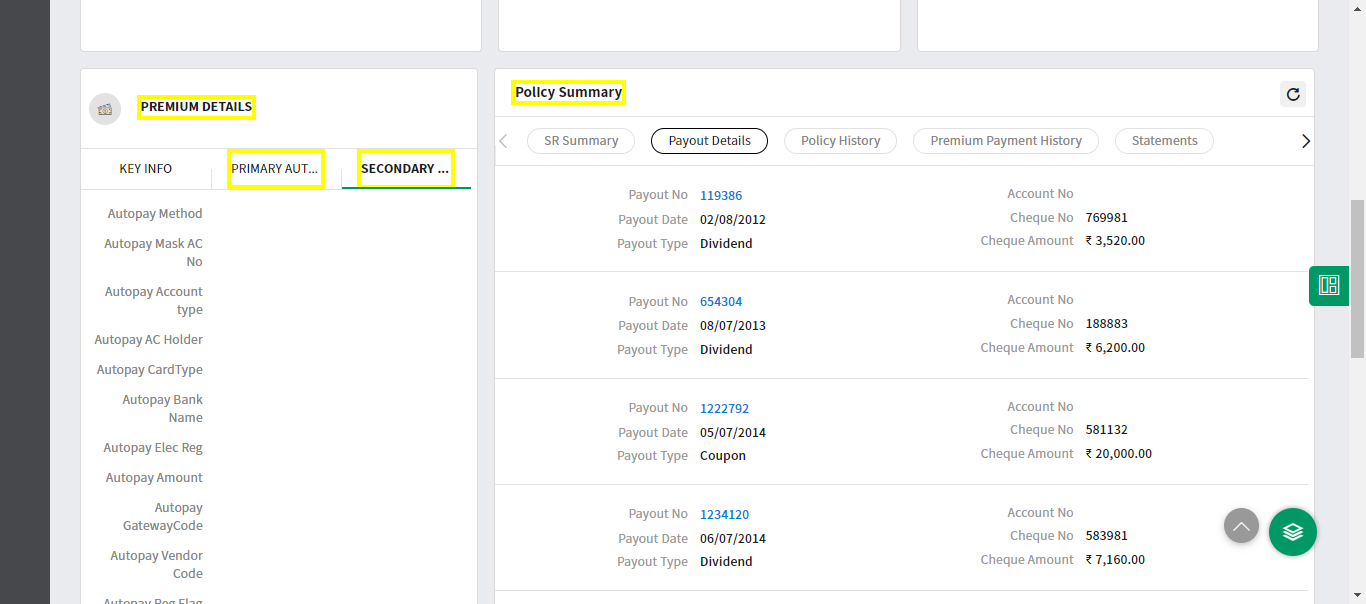 PREMIUM DETAILS
KEY INFO
PRIMARY AUT...
SECONDARY ...
Autopay Method
Autopay Mask AC
No
Autopay Account
type
Autopay AC Holder
Autopay CardType
Autopay Bank
Name
Autopay Elec Reg
Autopay Amount
Autopay
GatewayCode
Autopay Vendor
Code
Autopay Reg Flag
Policy Summary
SR Summary
Payout Details
Policy History
Premium Payment History
Statements
Payout No 119386
Account No
Payout Date 02/08/2012
Cheque No 769981
Payout Type Dividend
Cheque Amount ₹ 3,520.00
Payout No 654304
Account No
Payout Date 08/07/2013
Cheque No 188883
Payout Type Dividend
Cheque Amount ₹ 6,200.00
Payout No 1222792
Account No
Payout Date 05/07/2014
Cheque No 581132
Payout Type Coupon
Cheque Amount ₹ 20,000.00
Payout No 1234120
Account No
Payout Date 06/07/2014
Cheque No 583981
Payout Type Dividend
Cheque Amount ₹ 7,160.00